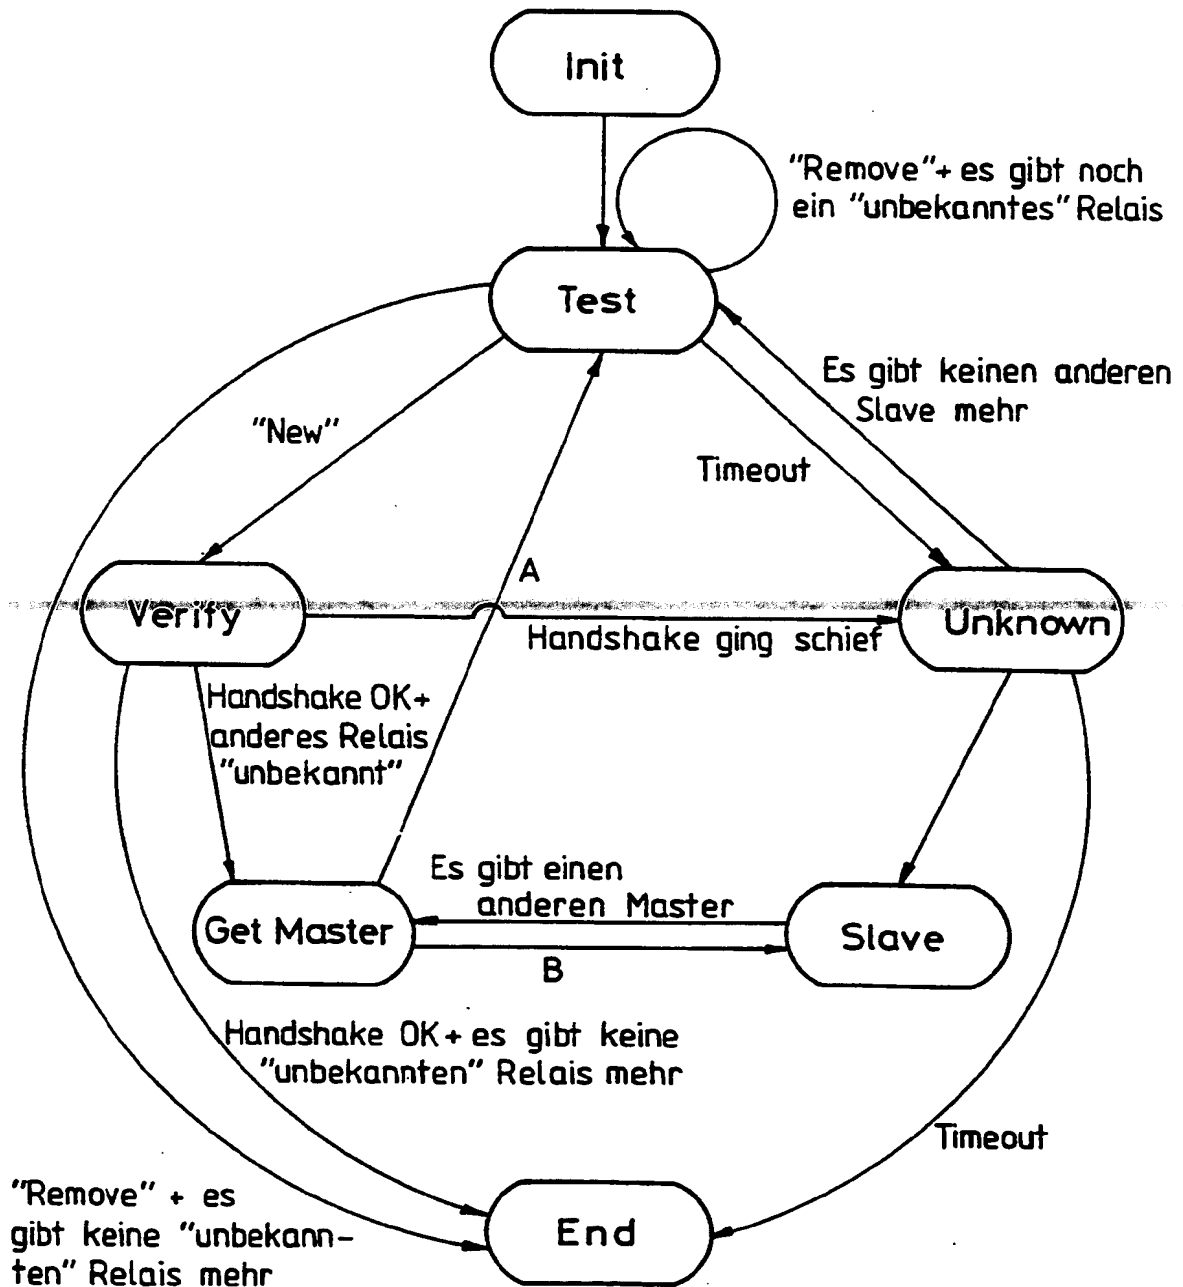 Init
"Remove"+ es gibt noch
ein "unbekanntes" Relais
Test
Es gibt keinen anderen
Slave mehr
"New"
Timeout
A
Verify
Unknown
Handshake ging schief
Handshake OK+
anderes Relais
"unbekannt"
Es gibt einen
anderen Master
Get Master
Slave
B
Handshake OK+ es gibt keine
"unbekannten" Relais mehr
Timeout
"Remove" + es
gibt keine "unbekann-
ten" Relais mehr
End